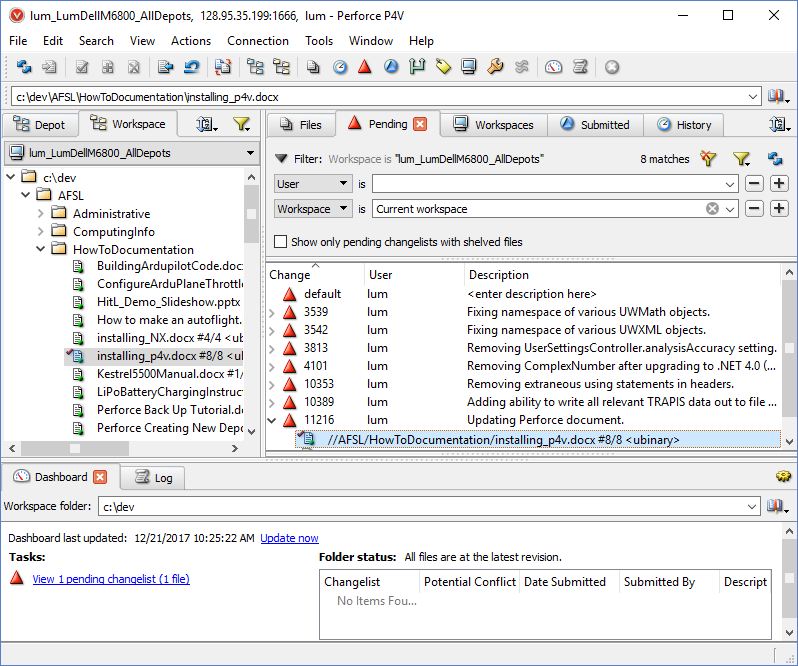 lum_LumDellM6800_AllDepots, 128.95.35.199:1666, lum - Perforce P4V
File Edit Search View Actions Connection Tools Window Help
c:\dev\AFSL\HowToDocumentation\installing_p4v.docx
Depot Workspace
lum_LumDellM6800_AllDepots
c:\dev
AFSL
Administrative
ComputingInfo
HowToDocumentation
BuildingArdupilotCode.docx
ConfigureArduPlaneThrottle
HitL_Demo_Slideshow.pptx
How to make an autoflight.
installing_NX.docx #4/4 <ub
installing_p4v.docx #8/8 <ul
Kestrel5500Manual.docx #1/
LiPoBatteryChargingInstruct
Perforce Back Up Tutorial.do
Perforce Creating New Depo
Files Pending Workspaces Submitted History
Filter: Workspace is "lum_LumDellM6800_AllDepots" 8 matches
User is
Workspace is Current workspace
Show only pending changelists with shelved files
Change User Description
default lum <enter description here>
3539 lum Fixing namespace of various UWMath objects.
3542 lum Fixing namespace of various UWXML objects.
3813 lum Removing UserSettingsController.analysisAccuracy setting.
4101 lum Removing ComplexNumber after upgrading to .NET 4.0 (...
10353 lum Removing extraneous using statements in headers.
10389 lum Adding ability to write all relevant TRAPIS data out to file ...
11216 lum Updating Perforce document.
//AFSL/HowToDocumentation/installing_p4v.docx #8/8 <ubinary>
Dashboard Log
Workspace folder: c:\dev
Dashboard last updated: 12/21/2017 10:25:22 AM Update now
Tasks:
View 1 pending changelist (1 file)
Folder status: All files are at the latest revision.
Changelist Potential Conflict Date Submitted Submitted By Descript
No Items Fou...